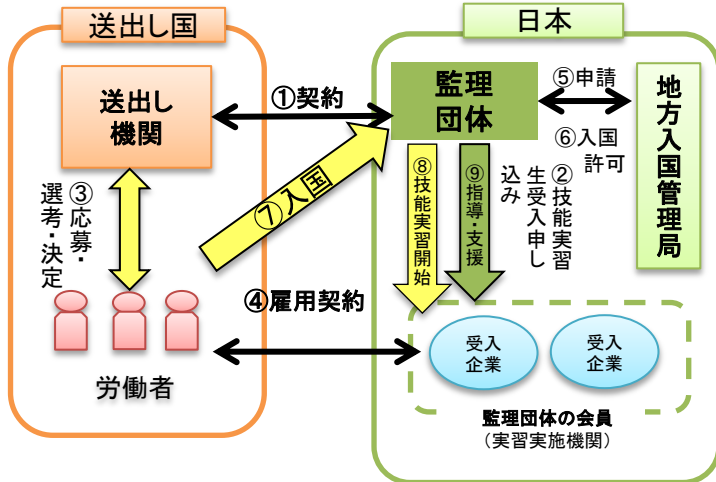 送出し国
日本
送出し
機関
①契約
監理
団体
⑤申請
⑥入国
許可
地方入国管理局
③応募・
選考・決定
⑦入国
⑧技能実習開始
⑨指導・支援
②技能実習
生受入申し
込み
④雇用契約
労働者
受入
企業
受入
企業
監理団体の会員
（実習実施機関）